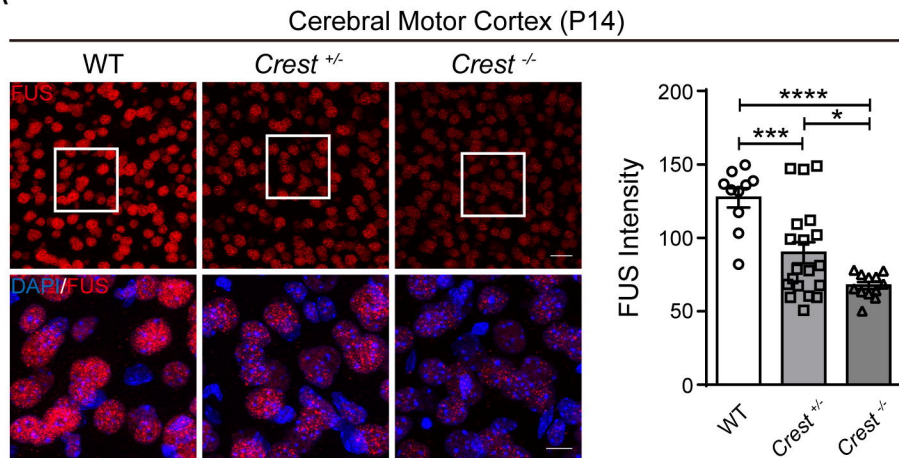 Cerebral Motor Cortex (P14)
WT
Crest +/-
Crest -/-
FUS
DAPI/FUS
FUS Intensity
200
150
100
50
0
****
*
***
WT
Crest +/-
Crest -/-